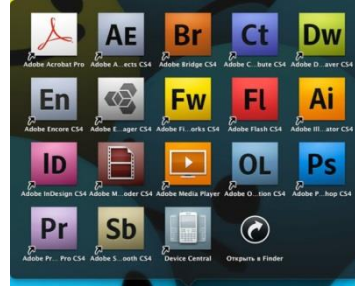 AE Br Ct Dw
Adobe Acrobat Pro Adobe A...ects CS4 Adobe Bridge CS4 Adobe C...bute CS4 Adobe D...aver CS4
En Fw Fl Ai
Adobe Encore CS4 Adobe E...ager CS4 Adobe Fi...orks CS4 Adobe Flash CS4 Adobe Ill...ator CS4
ID OL Ps
Adobe InDesign CS4 Adobe M...oder CS4 Adobe Media Player Adobe O...tion CS4 Adobe P...hop CS4
Pr Sb
Adobe Pr... Pro CS4 Adobe S...ooth CS4 Device Central Открыть в Finder